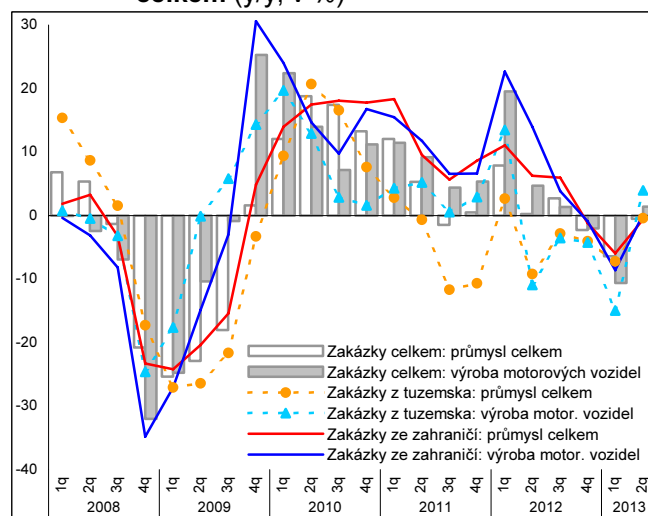 celkem (y/y, v %)
30
20
10
0
-10
-20
-30
-40
Zakázky celkem: průmysl celkem
Zakázky celkem: výroba motorových vozidel
Zakázky z tuzemska: průmysl celkem
Zakázky z tuzemska: výroba motor. vozidel
Zakázky ze zahraničí: průmysl celkem
Zakázky ze zahraničí: výroba motor. vozidel
1q 2q 3q 4q 1q 2q 3q 4q 1q 2q 3q 4q 1q 2q 3q 4q 1q 2q 3q 4q 1q 2q
2008 2009 2010 2011 2012 2013